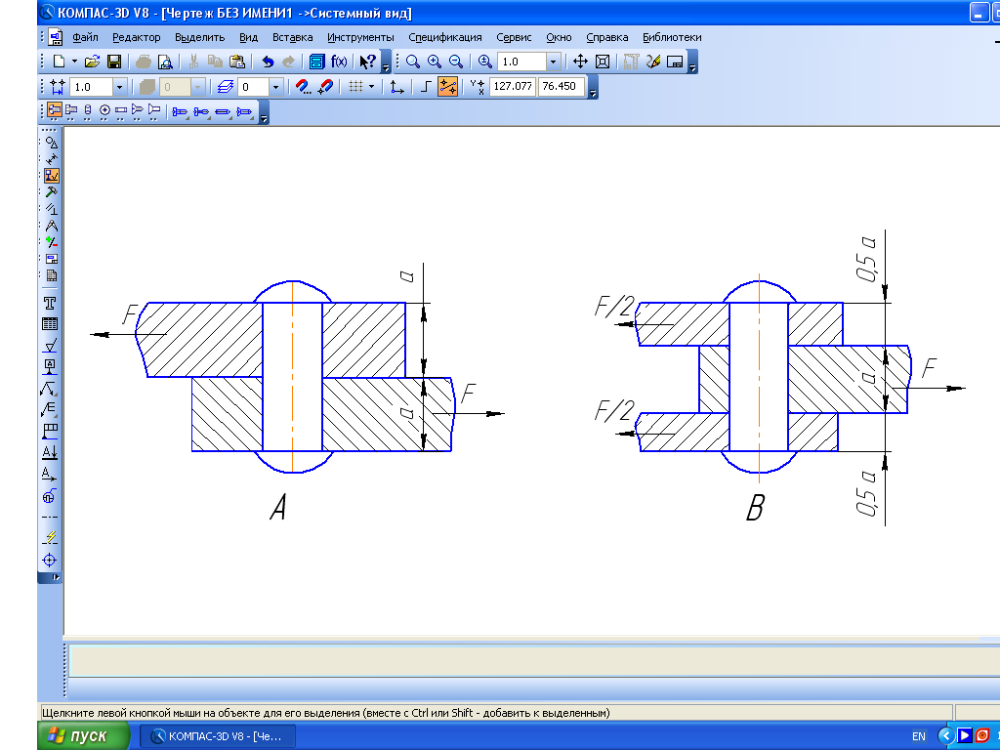 КОМПАС-3D V8 - [Чертеж БЕЗ ИМЕНИ1 ->Системный вид]
Файл Редактор Выделить Вид Вставка Инструменты Спецификация Сервис Окно Справка Библиотеки
f(x) 1.0
1.0 0 0 127.077 76.450
F
a
a
F
A
F/2
F/2
0,5 a
a
F
0,5 a
B
Щелкните левой кнопкой мыши на объекте для его выделения (вместе с Ctrl или Shift - добавить к выделенным)
пуск КОМПАС-3D V8 - [Че... EN